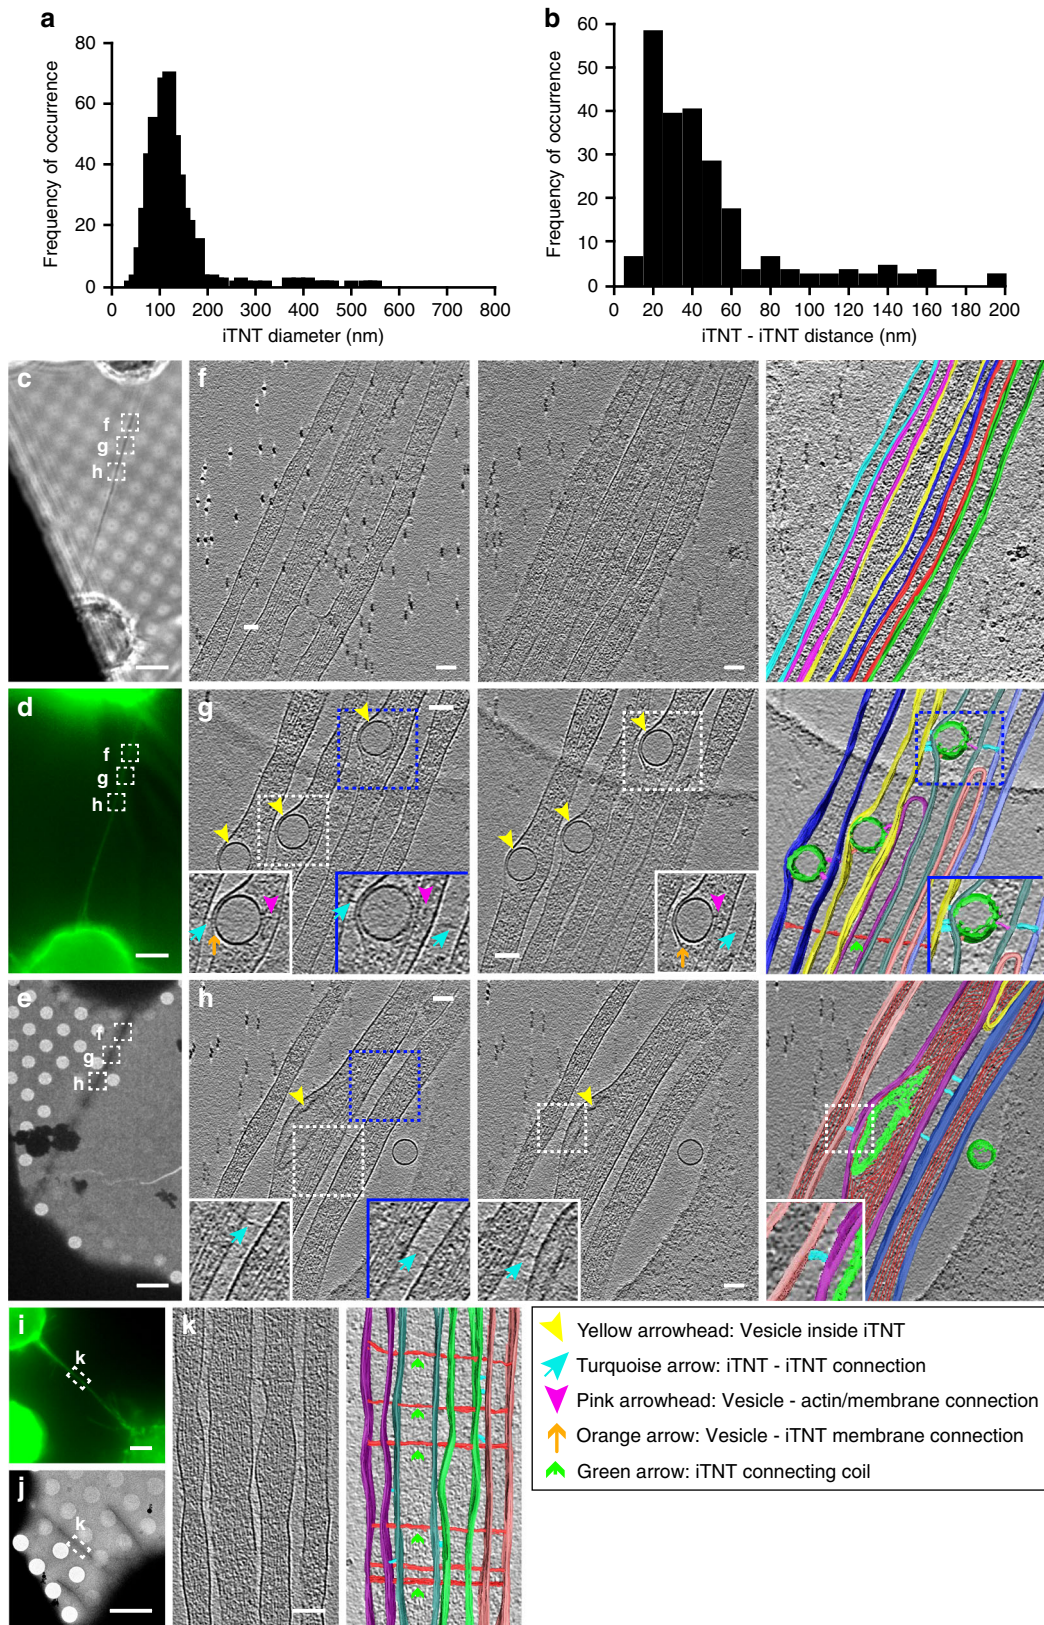 a
b
80
60
40
20
0
Frequency of occurrence
0 100 200 300 400 500 600 700 800
iTNT diameter (nm)
60
50
40
30
20
10
0
Frequency of occurrence
0 20 40 60 80 100 120 140 160 180 200
iTNT - iTNT distance (nm)
c
f
g
h
f
d
f
g
h
g
e
f
g
h
h
i
k
k
j
k
Yellow arrowhead: Vesicle inside iTNT
Turquoise arrow: iTNT - iTNT connection
Pink arrowhead: Vesicle - actin/membrane connection
Orange arrow: Vesicle - iTNT membrane connection
Green arrow: iTNT connecting coil